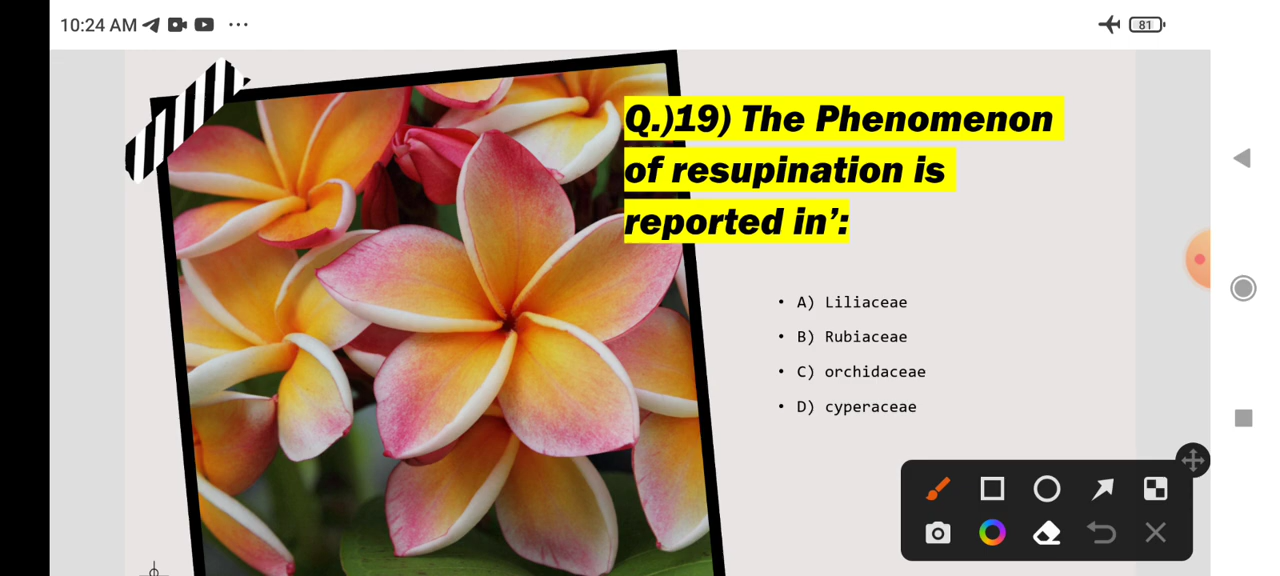 10:24 AM
81
Q.)19) The Phenomenon
of resupination is
reported in’:
• A) Liliaceae
• B) Rubiaceae
• C) orchidaceae
• D) cyperaceae